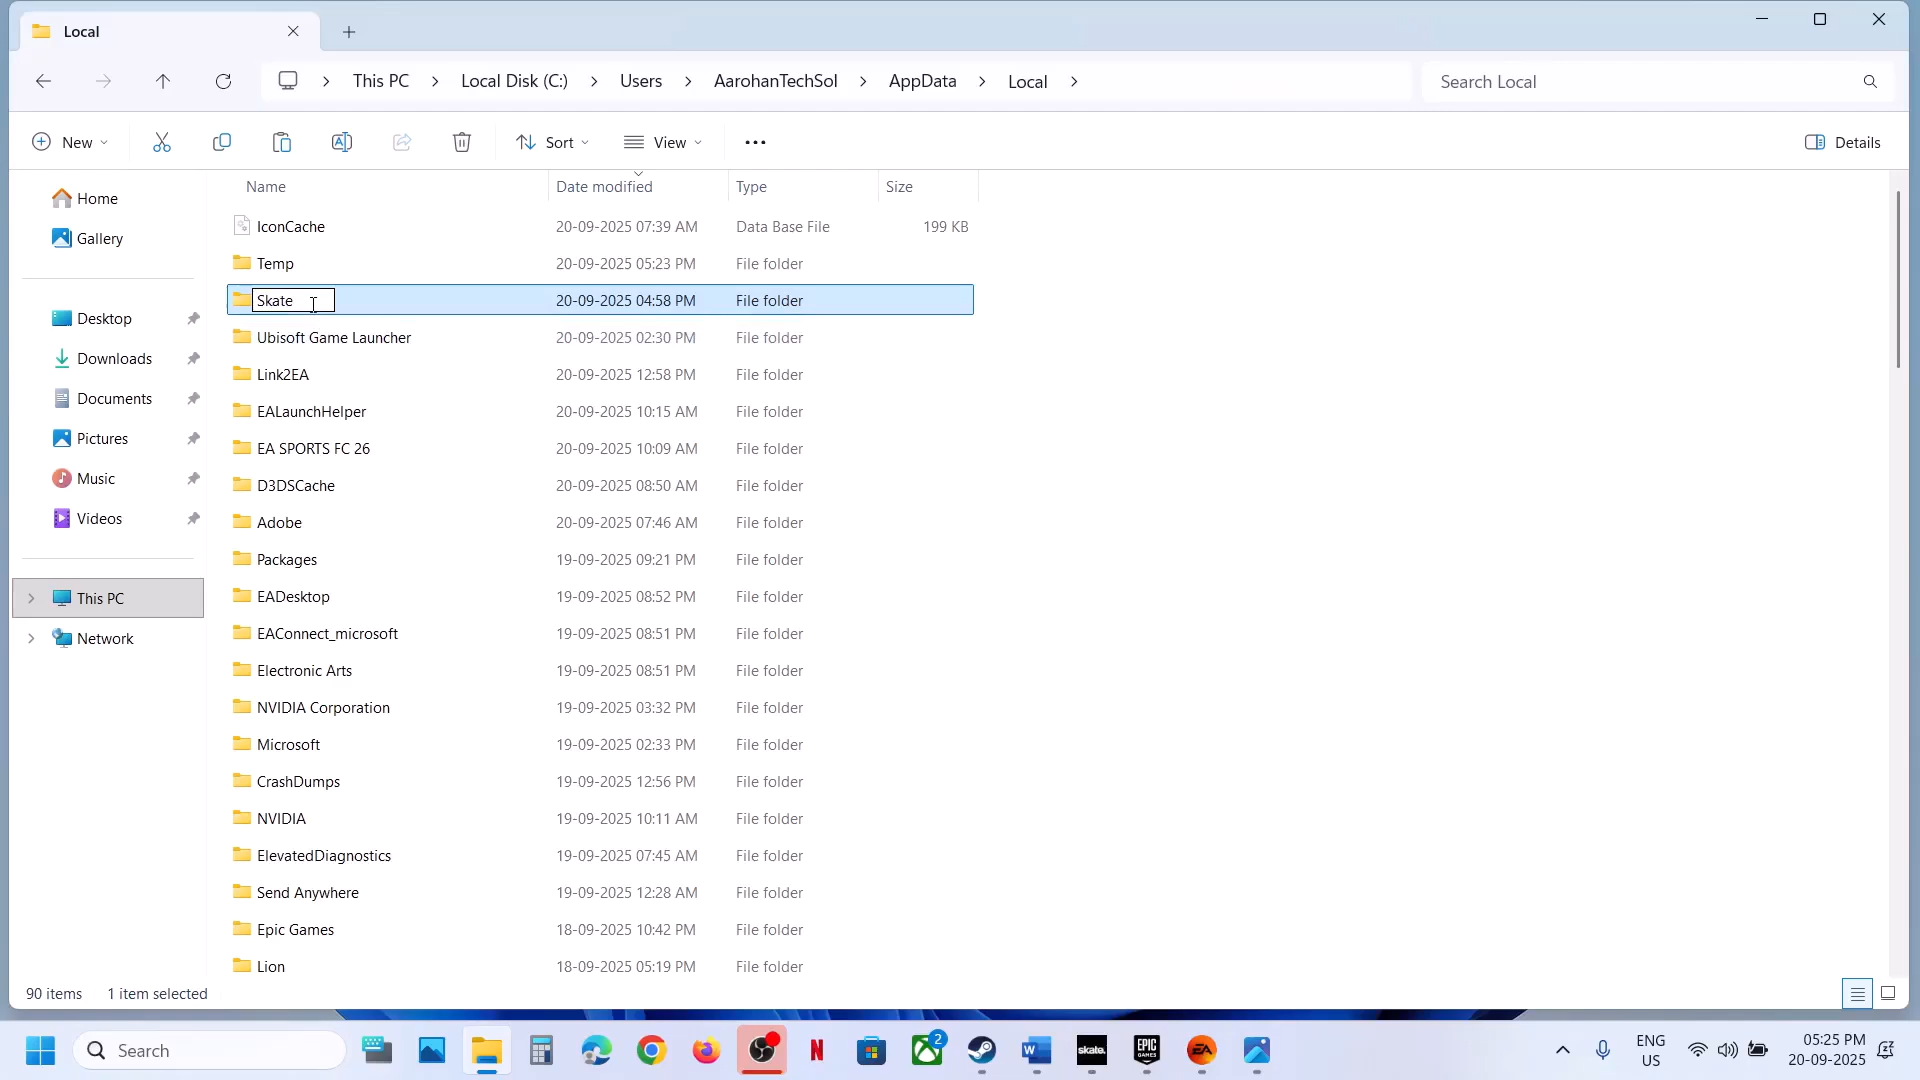 Local
This PC
Local Disk (C:)
Users
AarohanTechSol
AppData
Local
Search Local
New
Sort
View
Details
Name
Date modified
Type
Size
Home
Gallery
Desktop
Downloads
Documents
Pictures
Music
Videos
This PC
Network
IconCache 20-09-2025 07:39 AM Data Base File 199 KB
Temp 20-09-2025 05:23 PM File folder
Skate 20-09-2025 04:58 PM File folder
Ubisoft Game Launcher 20-09-2025 02:30 PM File folder
Link2EA 20-09-2025 12:58 PM File folder
EALaunchHelper 20-09-2025 10:15 AM File folder
EA SPORTS FC 26 20-09-2025 10:09 AM File folder
D3DSCache 20-09-2025 08:50 AM File folder
Adobe 20-09-2025 07:46 AM File folder
Packages 19-09-2025 09:21 PM File folder
EADesktop 19-09-2025 08:52 PM File folder
EAConnect_microsoft 19-09-2025 08:51 PM File folder
Electronic Arts 19-09-2025 08:51 PM File folder
NVIDIA Corporation 19-09-2025 03:32 PM File folder
Microsoft 19-09-2025 02:33 PM File folder
CrashDumps 19-09-2025 12:56 PM File folder
NVIDIA 19-09-2025 10:11 AM File folder
ElevatedDiagnostics 19-09-2025 07:45 AM File folder
Send Anywhere 19-09-2025 12:28 AM File folder
Epic Games 18-09-2025 10:42 PM File folder
Lion 18-09-2025 05:19 PM File folder
90 items
1 item selected
Search
N
2
W
skate.
EPIC GAMES
EA
ENG
US
05:25 PM
20-09-2025